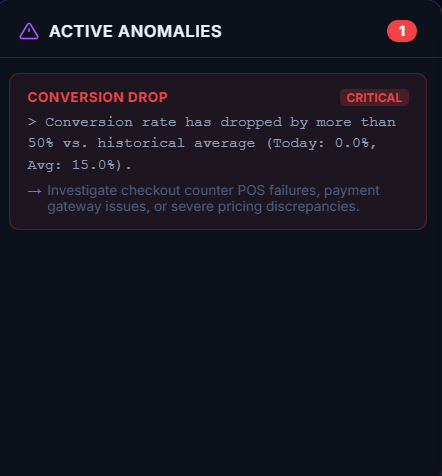 ACTIVE ANOMALIES 1
CONVERSION DROP CRITICAL
> Conversion rate has dropped by more than
50% vs. historical average (Today: 0.0%,
Avg: 15.0%).
→ Investigate checkout counter POS failures, payment
gateway issues, or severe pricing discrepancies.